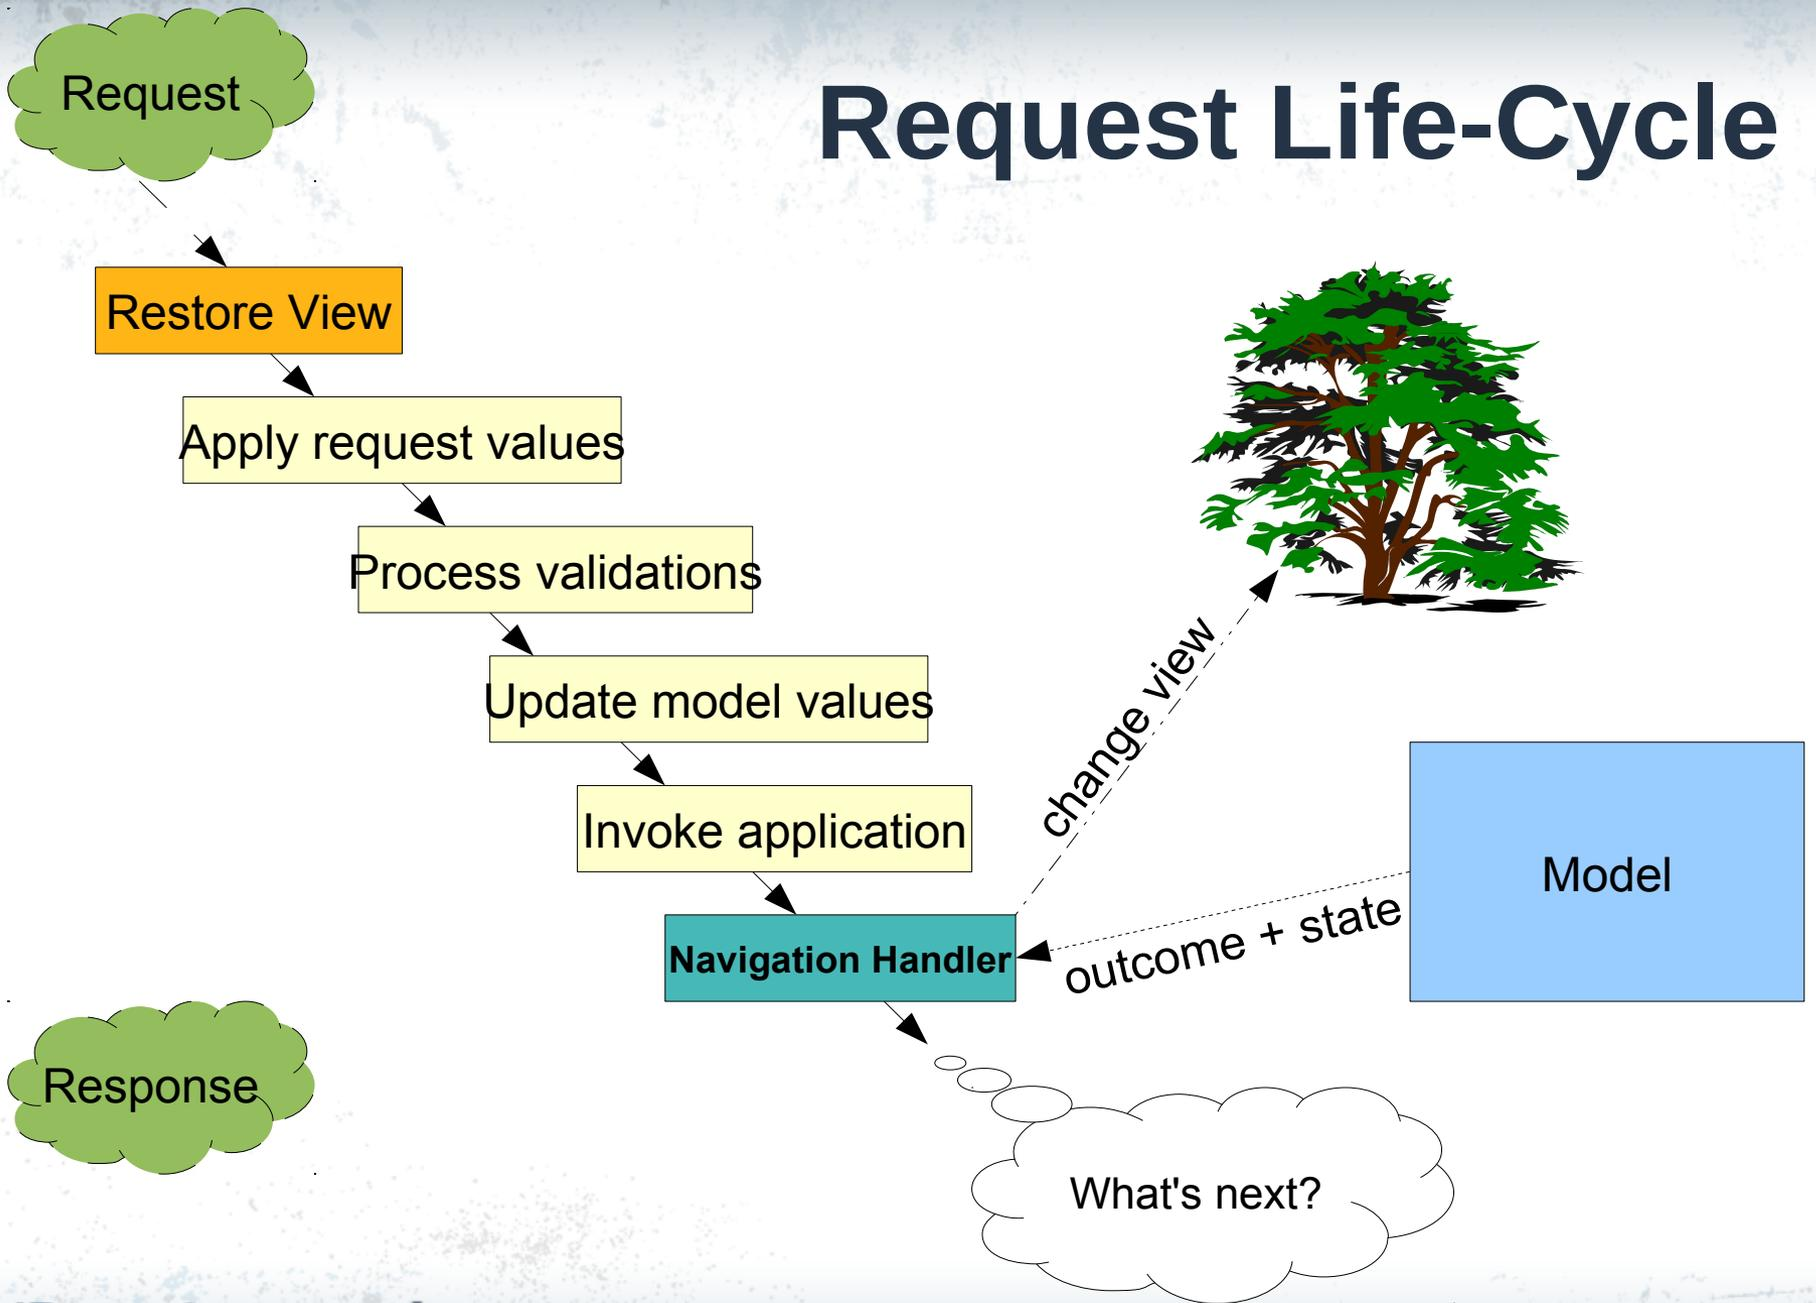 Request
Request Life-Cycle
Restore View
Apply request values
Process validations
Update model values
change view
Invoke application
Model
outcome + state
Navigation Handler
Response
What's next?